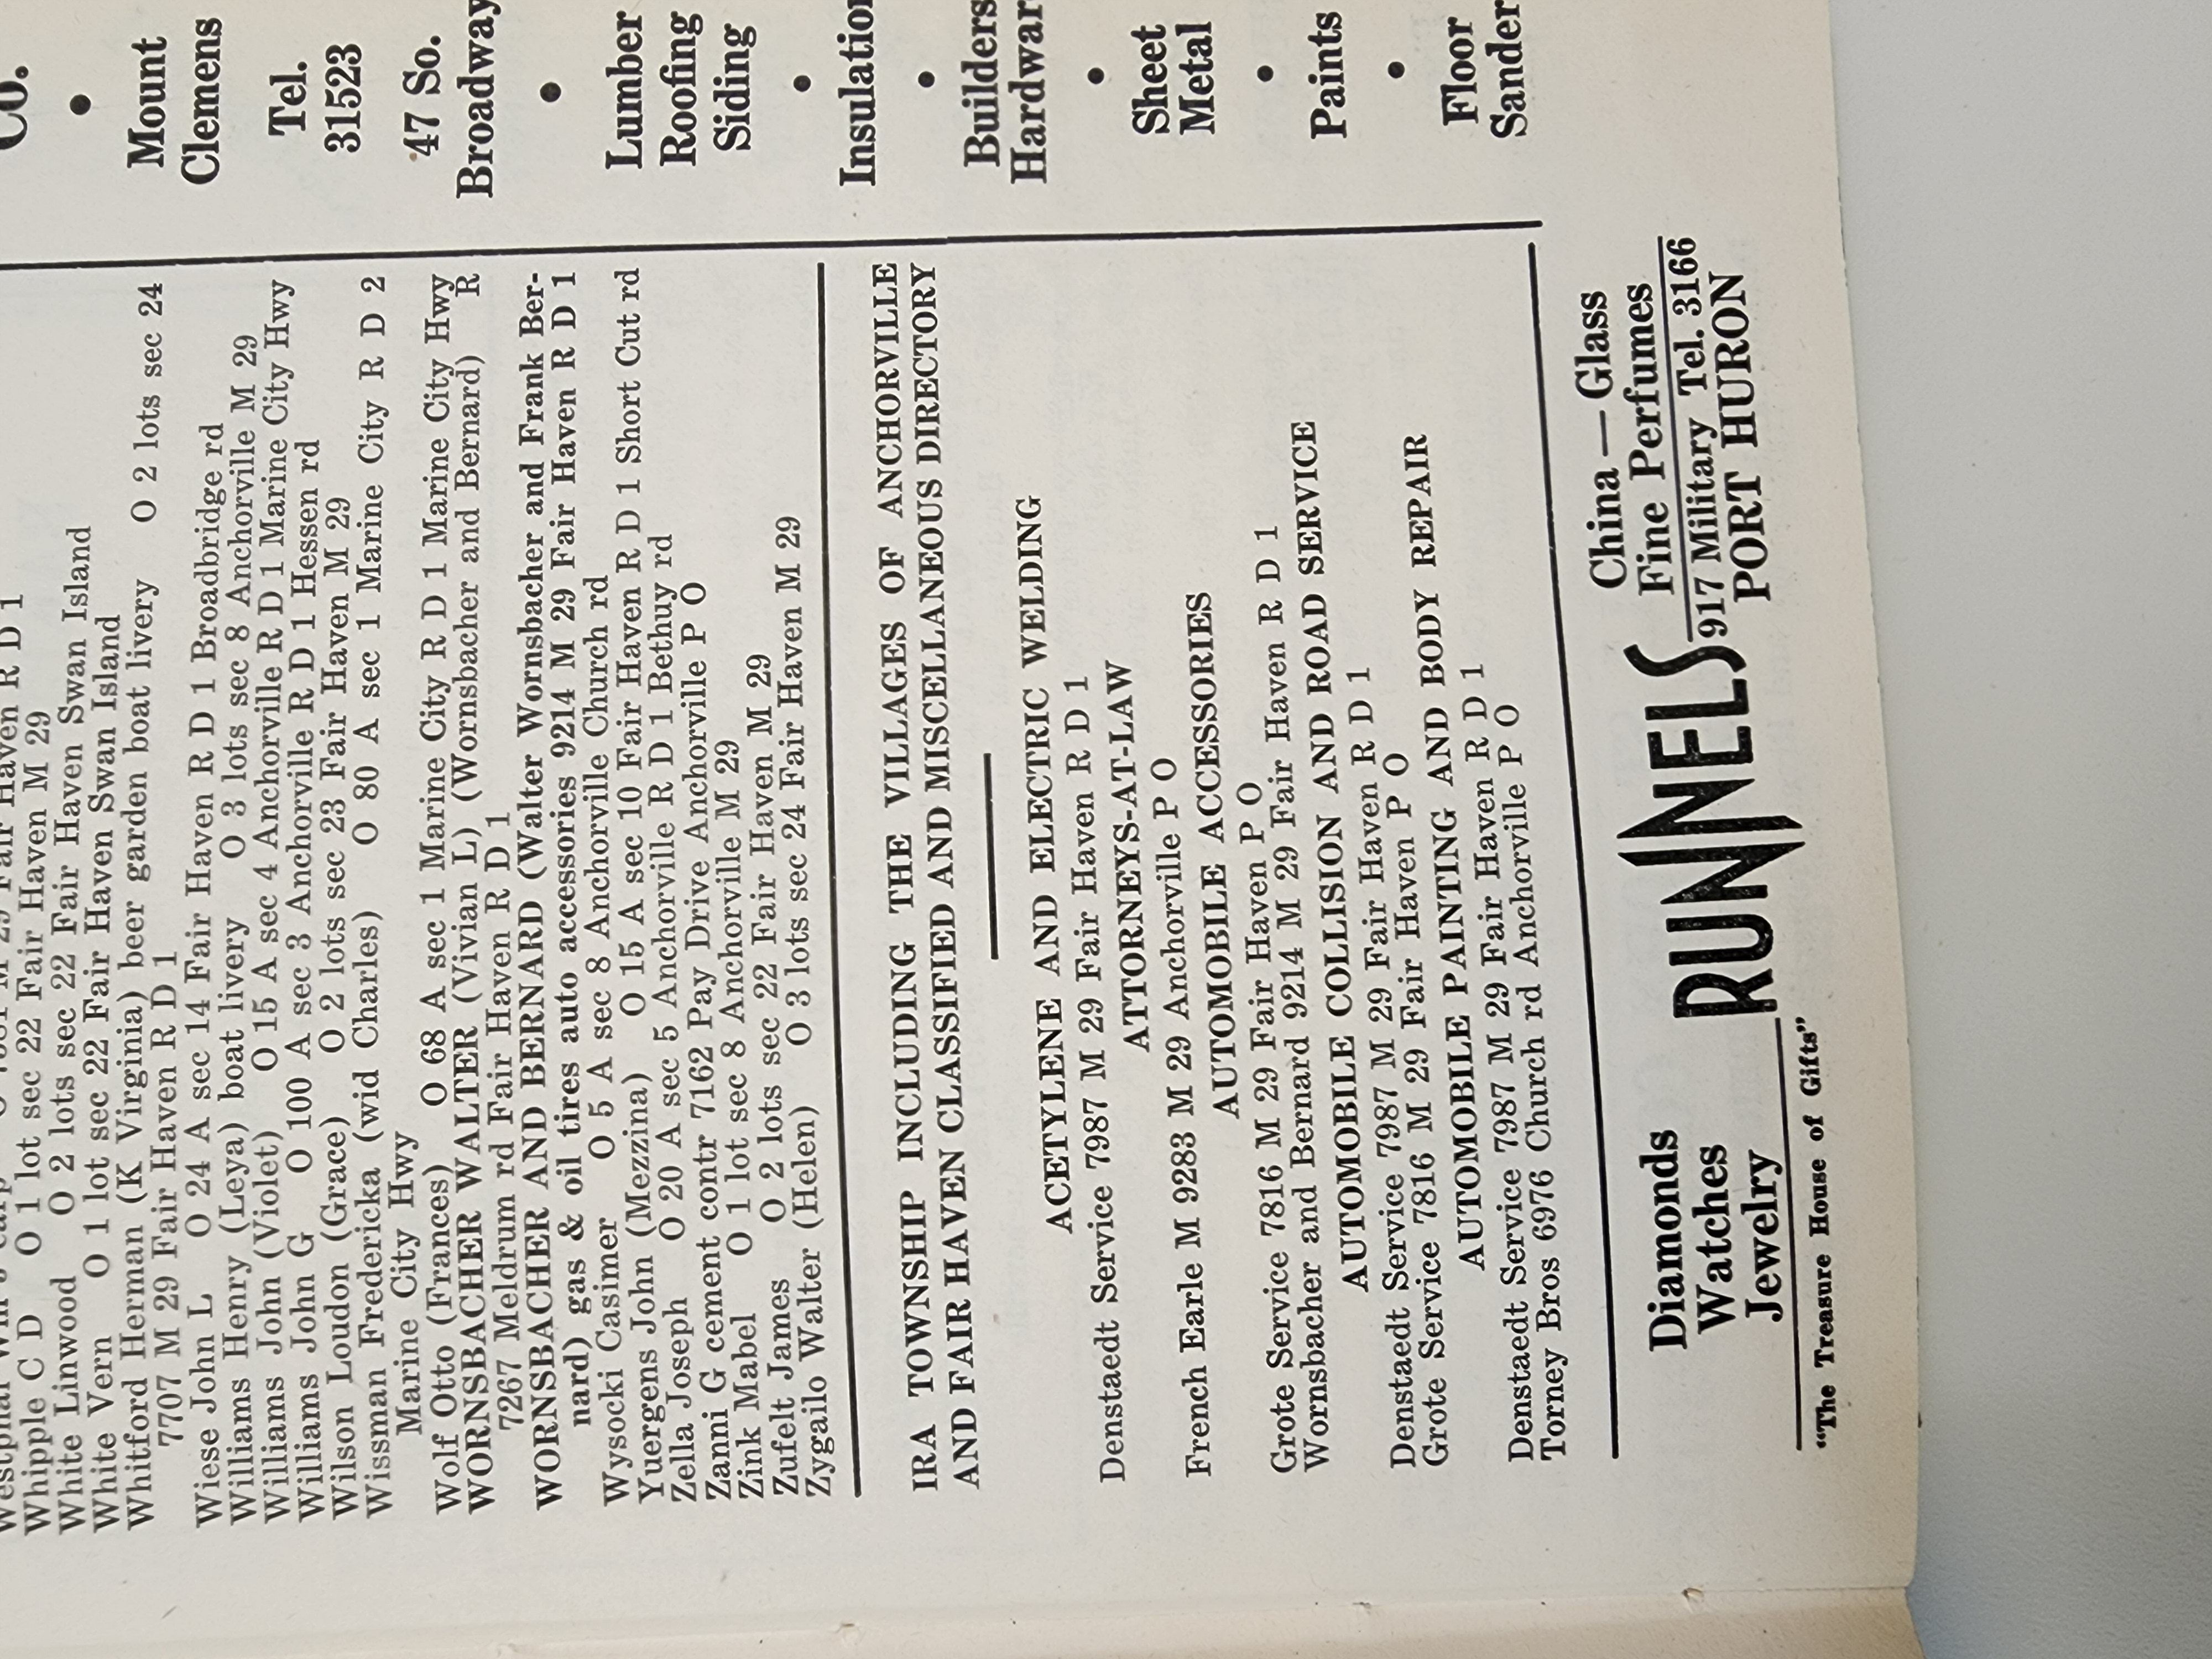 Whipple C D O 1 lot sec 22 Fair Haven M 29
White Linwood O 2 lots sec 22 Fair Haven Swan Island
White Vern O 1 lot sec 22 Fair Haven Swan Island
Whitford Herman (K Virginia) beer garden boat livery O 2 lots sec 24
7707 M 29 Fair Haven R D 1
Wiese John L O 24 A sec 14 Fair Haven R D 1 Broadbridge rd
Williams Henry (Leya) boat livery O 3 lots sec 8 Anchorville M 29
Williams John (Violet) O 15 A sec 4 Anchorville R D 1 Marine City Hwy
Williams John G O 100 A sec 3 Anchorville R D 1 Hessen rd
Wilson Loudon (Grace) O 2 lots sec 23 Fair Haven M 29
Wissman Fredericka (wid Charles) O 80 A sec 1 Marine City R D 2
Marine City Hwy
Wolf Otto (Frances) O 68 A sec 1 Marine City R D 1 Marine City Hwy
WORNSBACHER WALTER (Vivian L) (Wornsbacher and Bernard) R
7267 Meldrum rd Fair Haven R D 1
WORNSBACHER AND BERNARD (Walter Wornsbacher and Frank Ber-
nard) gas & oil tires auto accessories 9214 M 29 Fair Haven R D 1
Wysocki Casimer O 5 A sec 8 Anchorville Church rd
Yuergens John (Mezzina) O 15 A sec 10 Fair Haven R D 1 Short Cut rd
Zella Joseph O 20 A sec 5 Anchorville R D 1 Bethuy rd
Zanni G cement contr 7162 Pay Drive Anchorville P O
Zink Mabel O 1 lot sec 8 Anchorville M 29
Zufelt James O 2 lots sec 22 Fair Haven M 29
Zygailo Walter (Helen) O 3 lots sec 24 Fair Haven M 29
IRA TOWNSHIP INCLUDING THE VILLAGES OF ANCHORVILLE
AND FAIR HAVEN CLASSIFIED AND MISCELLANEOUS DIRECTORY
ACETYLENE AND ELECTRIC WELDING
Denstaedt Service 7987 M 29 Fair Haven R D 1
ATTORNEYS-AT-LAW
French Earle M 9283 M 29 Anchorville P O
AUTOMOBILE ACCESSORIES
Grote Service 7816 M 29 Fair Haven P O
Wornsbacher and Bernard 9214 M 29 Fair Haven R D 1
AUTOMOBILE COLLISION AND ROAD SERVICE
Denstaedt Service 7987 M 29 Fair Haven R D 1
Grote Service 7816 M 29 Fair Haven P O
AUTOMOBILE PAINTING AND BODY REPAIR
Denstaedt Service 7987 M 29 Fair Haven R D 1
Torney Bros 6976 Church rd Anchorville P O
Co.
Mount
Clemens
Tel.
31523
47 So.
Broadway
Lumber
Roofing
Siding
Insulation
Builders
Hardwar
Sheet
Metal
Paints
Floor
Sander
Diamonds
Watches
Jewelry
"The Treasure House of Gifts"
RUNNELS
China — Glass
Fine Perfumes
917 Military Tel. 3166
PORT HURON